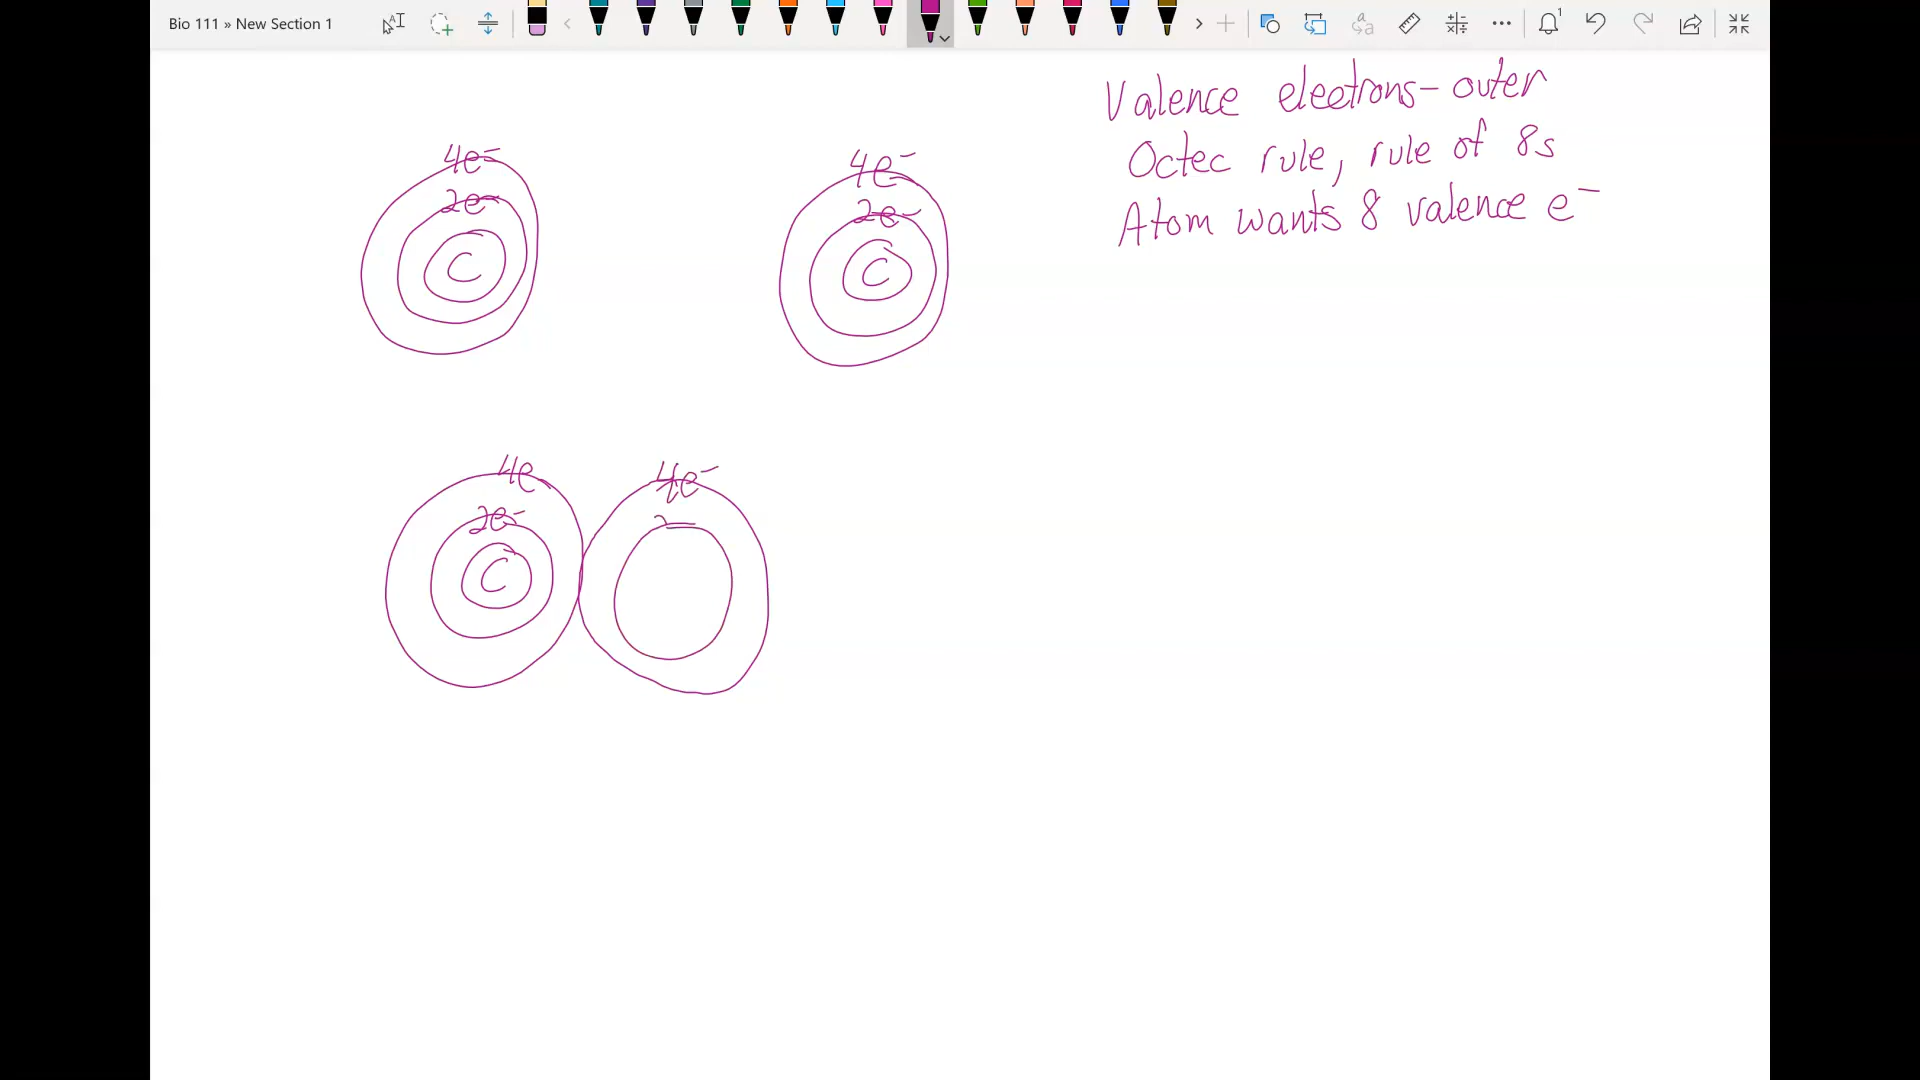 Bio 111 » New Section 1
Valence electrons - outer
Octec rule, rule of 8s
Atom wants 8 valence e⁻
4e⁻
2e⁻
C
4e⁻
2e⁻
C
4e
2e⁻
C
4e⁻
2